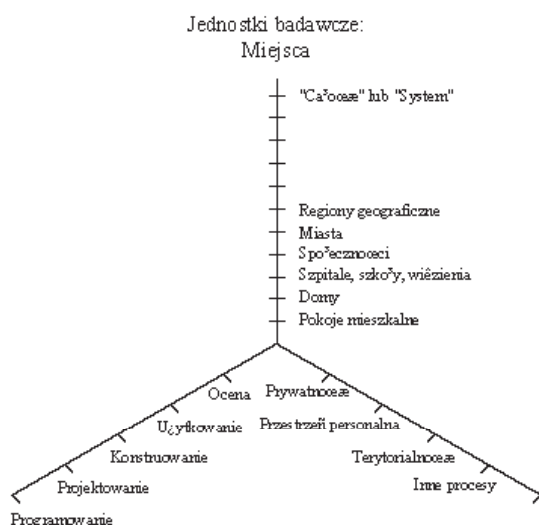 Jednostki badawcze:
Miejsca
"Ca³oœæ" lub "System"
Regiony geograficzne
Miasta
Spo³ecznoœci
Szpitale, szko³y, wiêzienia
Domy
Pokoje mieszkalne
Ocena
Prywatnoœæ
U¿ytkowanie
Przestrzeñ personalna
Konstruowanie
Terytorialnoœæ
Projektowanie
Inne procesy
Programowanie